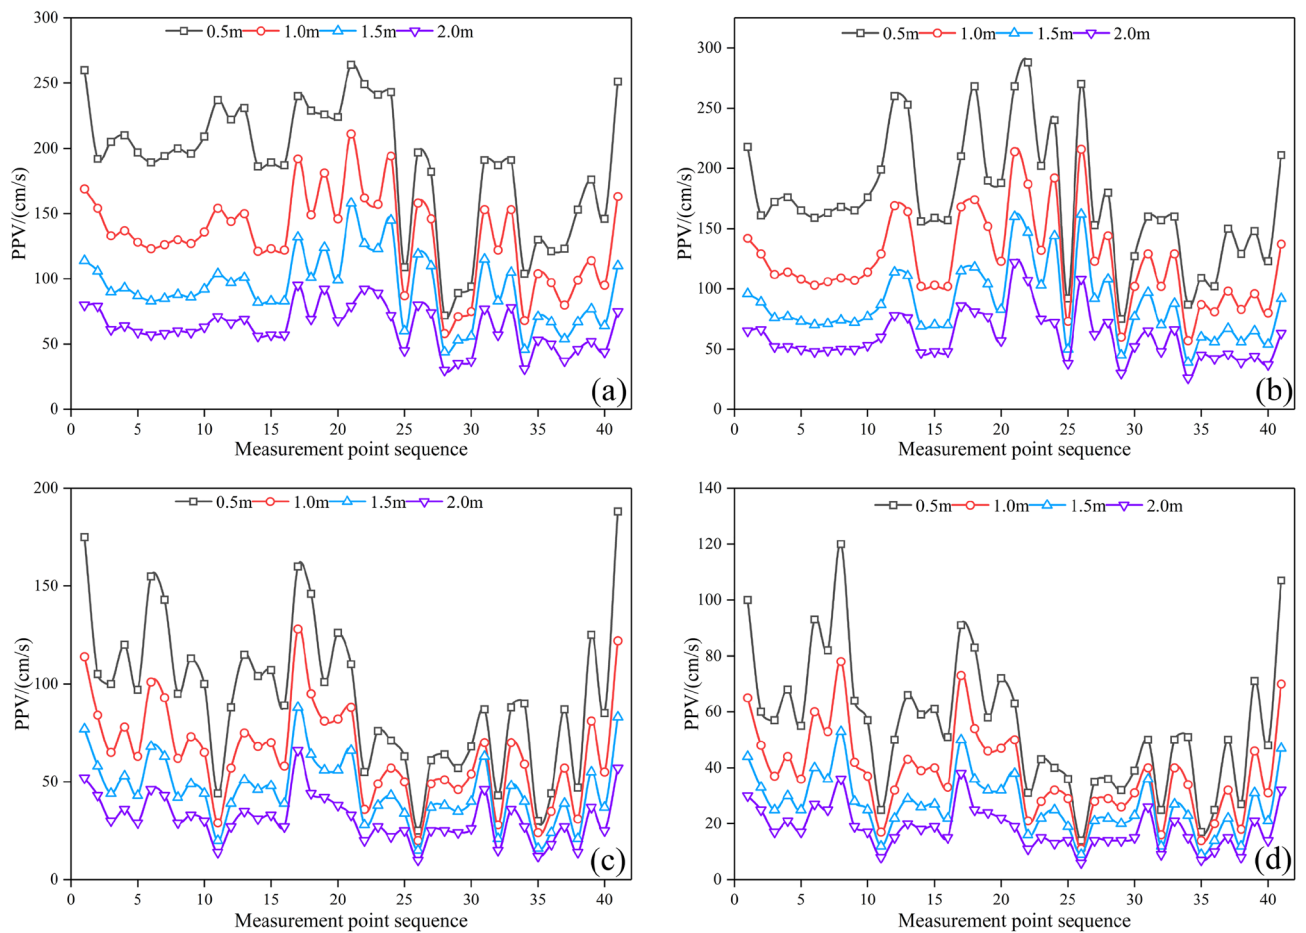 0.5m 1.0m 1.5m 2.0m
300
250
200
150
100
50
0
PPV/(cm/s)
(a)
0 5 10 15 20 25 30 35 40
Measurement point sequence
0.5m 1.0m 1.5m 2.0m
300
250
200
150
100
50
0
PPV/(cm/s)
(b)
0 5 10 15 20 25 30 35 40
Measurement point sequence
0.5m 1.0m 1.5m 2.0m
200
150
100
50
0
PPV/(cm/s)
(c)
0 5 10 15 20 25 30 35 40
Measurement point sequence
0.5m 1.0m 1.5m 2.0m
140
120
100
80
60
40
20
0
PPV/(cm/s)
(d)
0 5 10 15 20 25 30 35 40
Measurement point sequence